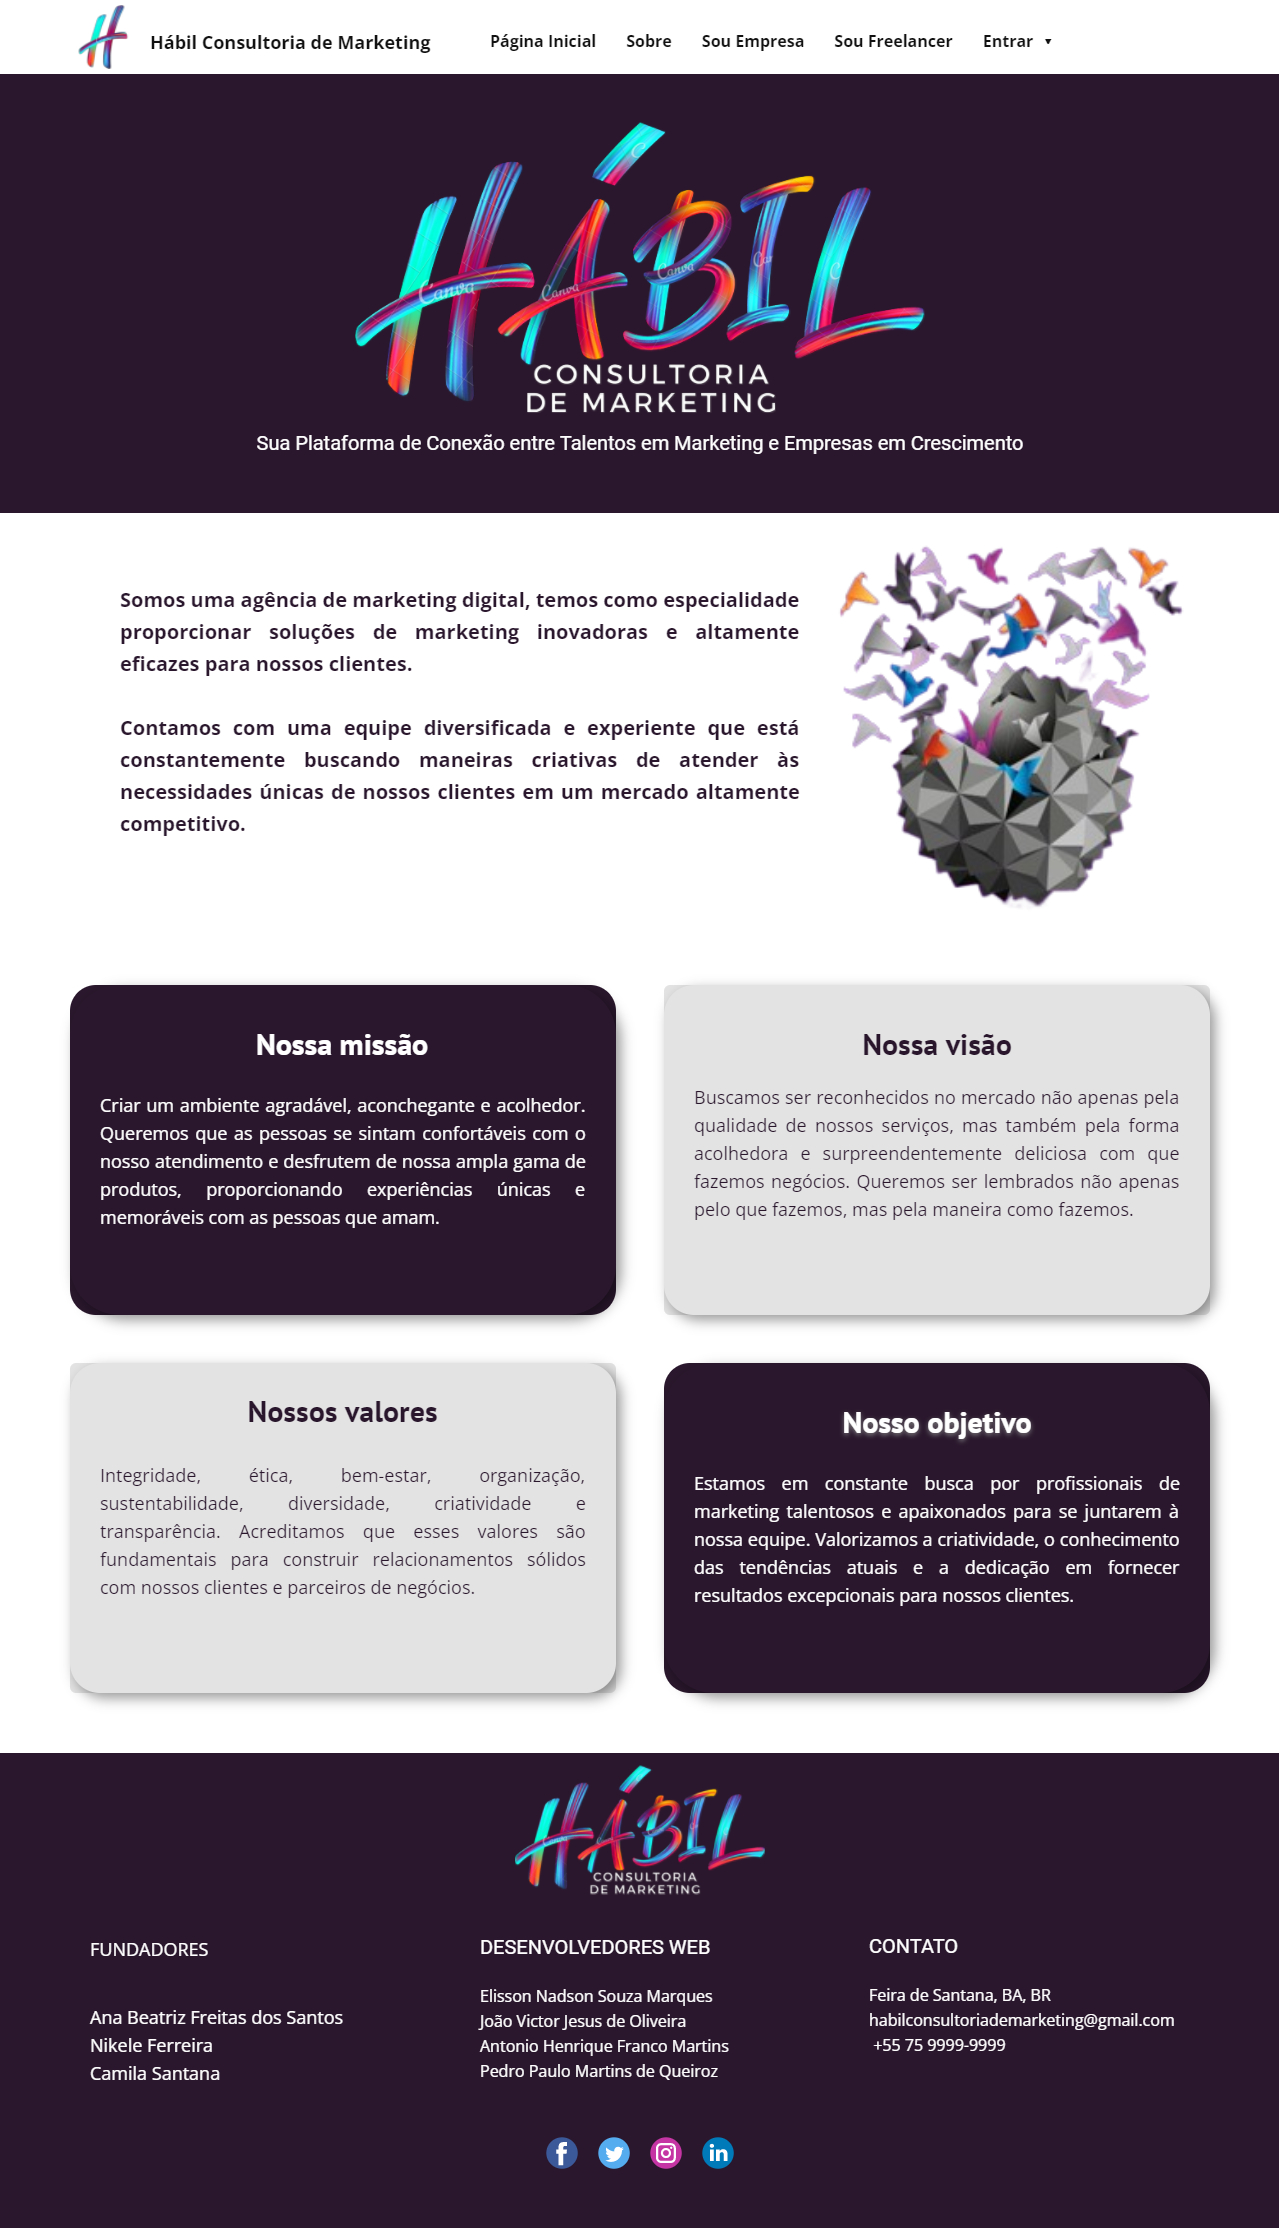 Hábil Consultoria de Marketing
Página Inicial Sobre Sou Empresa Sou Freelancer Entrar ▼
HÁBIL
Canva Canva Canva Can C C
CONSULTORIA
DE MARKETING
Sua Plataforma de Conexão entre Talentos em Marketing e Empresas em Crescimento
Somos uma agência de marketing digital, temos como especialidade
proporcionar soluções de marketing inovadoras e altamente
eficazes para nossos clientes.
Contamos com uma equipe diversificada e experiente que está
constantemente buscando maneiras criativas de atender às
necessidades únicas de nossos clientes em um mercado altamente
competitivo.
Nossa missão
Criar um ambiente agradável, aconchegante e acolhedor.
Queremos que as pessoas se sintam confortáveis com o
nosso atendimento e desfrutem de nossa ampla gama de
produtos, proporcionando experiências únicas e
memoráveis com as pessoas que amam.
Nossa visão
Buscamos ser reconhecidos no mercado não apenas pela
qualidade de nossos serviços, mas também pela forma
acolhedora e surpreendentemente deliciosa com que
fazemos negócios. Queremos ser lembrados não apenas
pelo que fazemos, mas pela maneira como fazemos.
Nossos valores
Integridade, ética, bem-estar, organização,
sustentabilidade, diversidade, criatividade e
transparência. Acreditamos que esses valores são
fundamentais para construir relacionamentos sólidos
com nossos clientes e parceiros de negócios.
Nosso objetivo
Estamos em constante busca por profissionais de
marketing talentosos e apaixonados para se juntarem à
nossa equipe. Valorizamos a criatividade, o conhecimento
das tendências atuais e a dedicação em fornecer
resultados excepcionais para nossos clientes.
HÁBIL
CONSULTORIA
DE MARKETING
FUNDADORES
Ana Beatriz Freitas dos Santos
Nikele Ferreira
Camila Santana
DESENVOLVEDORES WEB
Elisson Nadson Souza Marques
João Victor Jesus de Oliveira
Antonio Henrique Franco Martins
Pedro Paulo Martins de Queiroz
CONTATO
Feira de Santana, BA, BR
habilconsultoriademarketing@gmail.com
+55 75 9999-9999